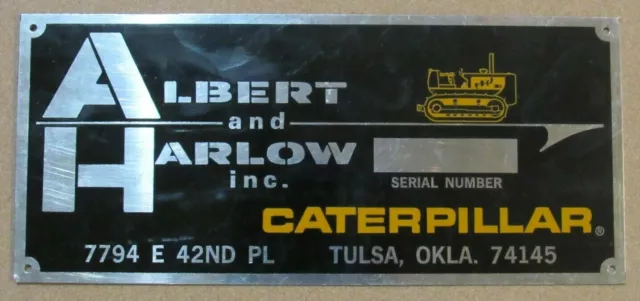 ALBERT
and
HARLOW
inc.
SERIAL NUMBER
CATERPILLAR®
7794 E 42ND PL TULSA, OKLA. 74145